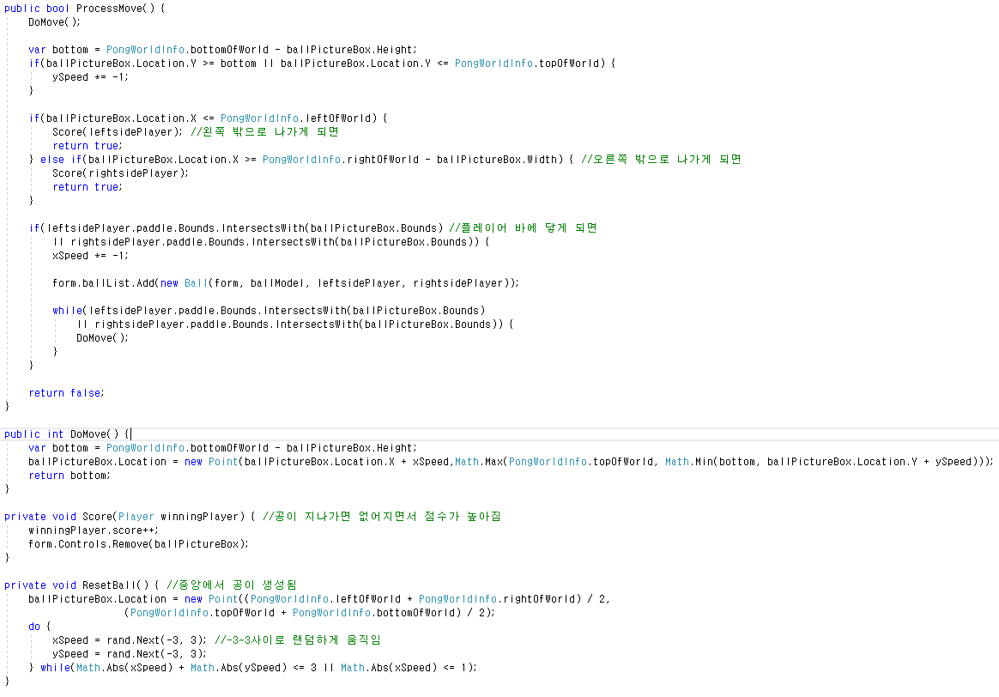 public bool ProcessMove() {
DoMove();
var bottom = PongWorldInfo.bottomOfWorld - ballPictureBox.Height;
if(ballPictureBox.Location.Y >= bottom || ballPictureBox.Location.Y <= PongWorldInfo.topOfWorld) {
ySpeed *= -1;
}
if(ballPictureBox.Location.X <= PongWorldInfo.leftOfWorld) {
Score(leftsidePlayer); //왼쪽 밖으로 나가게 되면
return true;
} else if(ballPictureBox.Location.X >= PongWorldInfo.rightOfWorld - ballPictureBox.Width) { //오른쪽 밖으로 나가게 되면
Score(rightsidePlayer);
return true;
}
if(leftsidePlayer.paddle.Bounds.IntersectsWith(ballPictureBox.Bounds) //플레이어 바에 닿게 되면
|| rightsidePlayer.paddle.Bounds.IntersectsWith(ballPictureBox.Bounds)) {
xSpeed *= -1;
form.ballList.Add(new Ball(form, ballModel, leftsidePlayer, rightsidePlayer));
while(leftsidePlayer.paddle.Bounds.IntersectsWith(ballPictureBox.Bounds)
|| rightsidePlayer.paddle.Bounds.IntersectsWith(ballPictureBox.Bounds)) {
DoMove();
}
}
return false;
}
public int DoMove() {
var bottom = PongWorldInfo.bottomOfWorld - ballPictureBox.Height;
ballPictureBox.Location = new Point(ballPictureBox.Location.X + xSpeed,Math.Max(PongWorldInfo.topOfWorld, Math.Min(bottom, ballPictureBox.Location.Y + ySpeed)));
return bottom;
}
private void Score(Player winningPlayer) { //공이 지나가면 없어지면서 점수가 높아짐
winningPlayer.score++;
form.Controls.Remove(ballPictureBox);
}
private void ResetBall() { //중앙에서 공이 생성됨
ballPictureBox.Location = new Point((PongWorldInfo.leftOfWorld + PongWorldInfo.rightOfWorld) / 2,
(PongWorldInfo.topOfWorld + PongWorldInfo.bottomOfWorld) / 2);
do {
xSpeed = rand.Next(-3, 3); //-3~3사이로 랜덤하게 움직임
ySpeed = rand.Next(-3, 3);
} while(Math.Abs(xSpeed) + Math.Abs(ySpeed) <= 3 || Math.Abs(xSpeed) <= 1);
}